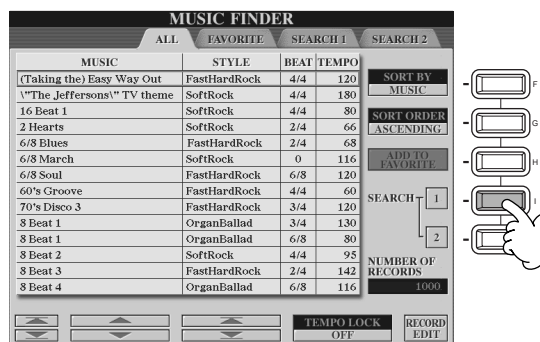 MUSIC FINDER
ALL FAVORITE SEARCH 1 SEARCH 2
MUSIC STYLE BEAT TEMPO
(Taking the) Easy Way Out FastHardRock 4/4 120
\"The Jeffersons\" TV theme SoftRock 4/4 180
16 Beat 1 SoftRock 4/4 80
2 Hearts SoftRock 2/4 66
6/8 Blues FastHardRock 2/4 68
6/8 March SoftRock 0 116
6/8 Soul FastHardRock 6/8 120
60's Groove FastHardRock 4/4 60
70's Disco 3 FastHardRock 3/4 120
8 Beat 1 OrganBallad 3/4 130
8 Beat 1 OrganBallad 6/8 80
8 Beat 2 SoftRock 4/4 95
8 Beat 3 FastHardRock 2/4 142
8 Beat 4 OrganBallad 6/8 116
SORT BY
MUSIC
SORT ORDER
ASCENDING
ADD TO
FAVORITE
SEARCH 1
2
NUMBER OF
RECORDS
1000
TEMPO LOCK
OFF
RECORD
EDIT
F
G
H
I